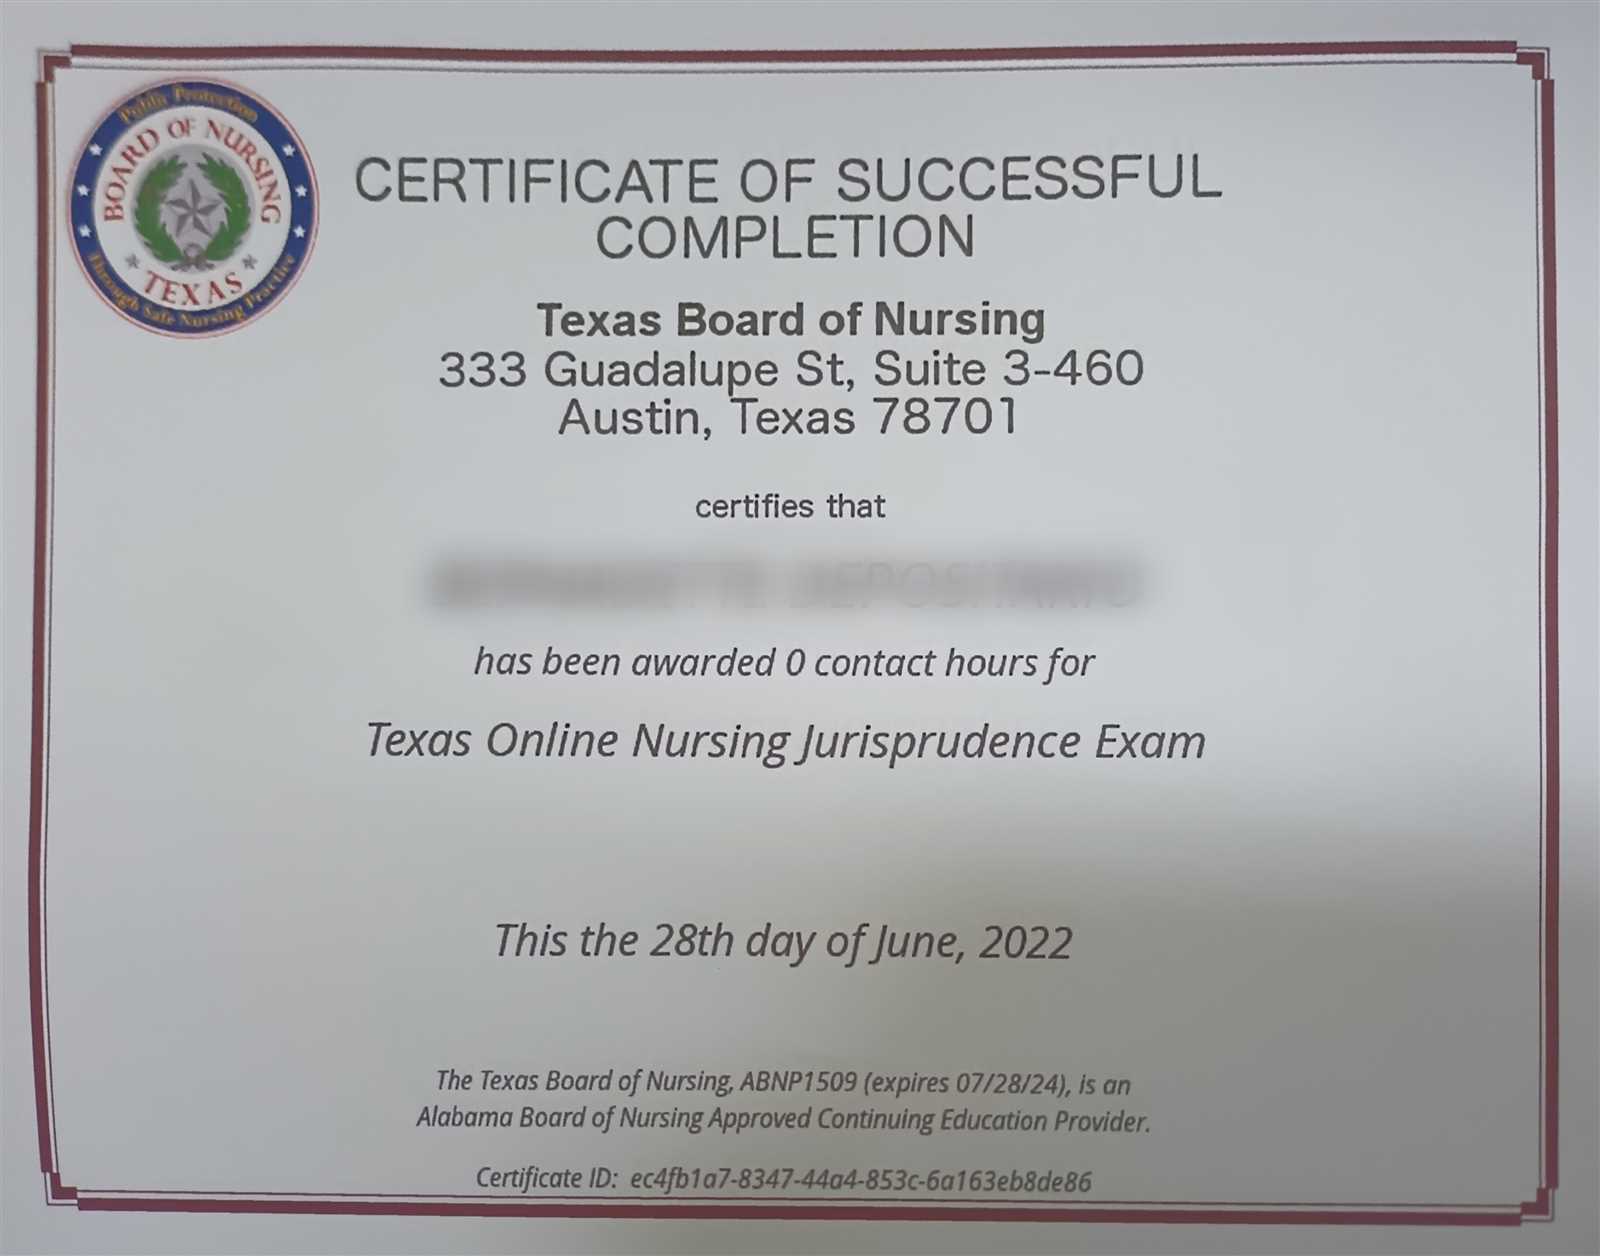 Public Protection
BOARD OF NURSING
TEXAS
Through Safe Nursing Practice
CERTIFICATE OF SUCCESSFUL
COMPLETION
Texas Board of Nursing
333 Guadalupe St, Suite 3-460
Austin, Texas 78701
certifies that
has been awarded 0 contact hours for
Texas Online Nursing Jurisprudence Exam
This the 28th day of June, 2022
The Texas Board of Nursing, ABNP1509 (expires 07/28/24), is an
Alabama Board of Nursing Approved Continuing Education Provider.
Certificate ID: ec4fb1a7-8347-44a4-853c-6a163eb8de86